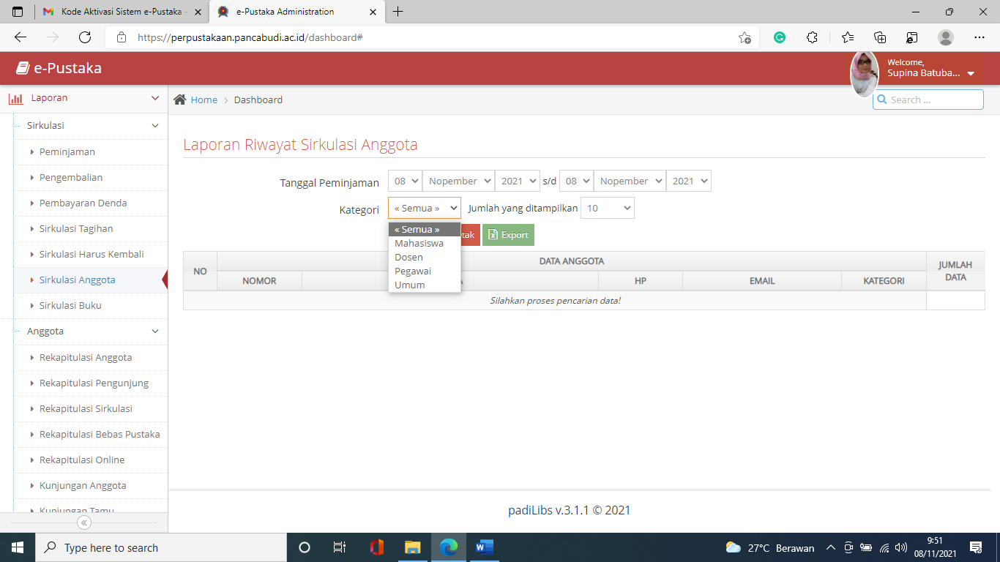 Kode Aktivasi Sistem e-Pustaka -
e-Pustaka Administration
https://perpustakaan.pancabudi.ac.id/dashboard#
e-Pustaka
Welcome,
Supina Batuba...
Laporan
Home > Dashboard
Search ...
Sirkulasi
Peminjaman
Pengembalian
Pembayaran Denda
Sirkulasi Tagihan
Sirkulasi Harus Kembali
Sirkulasi Anggota
Sirkulasi Buku
Anggota
Rekapitulasi Anggota
Rekapitulasi Pengunjung
Rekapitulasi Sirkulasi
Rekapitulasi Bebas Pustaka
Rekapitulasi Online
Kunjungan Anggota
Kunjungan Tamu
Laporan Riwayat Sirkulasi Anggota
Tanggal Peminjaman 08 Nopember 2021 s/d 08 Nopember 2021
Kategori « Semua » Jumlah yang ditampilkan 10
« Semua »
Mahasiswa
Dosen
Pegawai
Umum
tak Export
NO DATA ANGGOTA JUMLAH DATA
NOMOR A HP EMAIL KATEGORI
Silahkan proses pencarian data!
padiLibs v.3.1.1 © 2021
Type here to search
27°C Berawan
9:51
08/11/2021